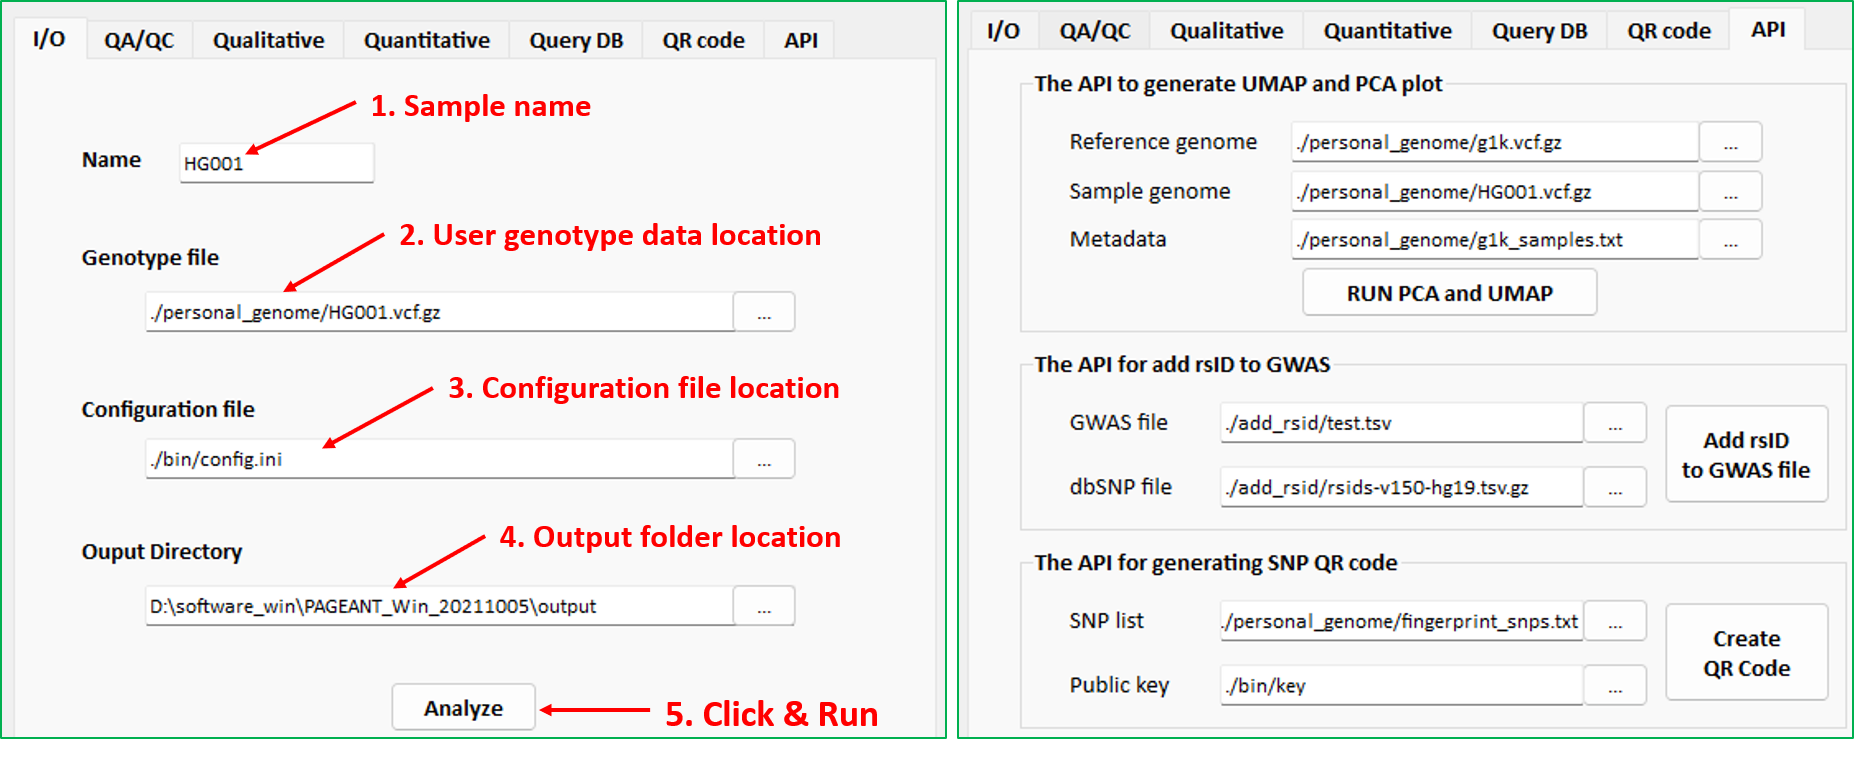 I/O QA/QC Qualitative Quantitative Query DB QR code API
1. Sample name
Name HG001
2. User genotype data location
Genotype file
./personal_genome/HG001.vcf.gz ...
3. Configuration file location
Configuration file
./bin/config.ini ...
4. Output folder location
Ouput Directory
D:\software_win\PAGEANT_Win_20211005\output ...
Analyze 5. Click & Run
I/O QA/QC Qualitative Quantitative Query DB QR code API
The API to generate UMAP and PCA plot
Reference genome ./personal_genome/g1k.vcf.gz ...
Sample genome ./personal_genome/HG001.vcf.gz ...
Metadata ./personal_genome/g1k_samples.txt ...
RUN PCA and UMAP
The API for add rsID to GWAS
GWAS file ./add_rsid/test.tsv ...
dbSNP file ./add_rsid/rsids-v150-hg19.tsv.gz ...
Add rsID
to GWAS file
The API for generating SNP QR code
SNP list ./personal_genome/fingerprint_snps.txt ...
Public key ./bin/key ...
Create
QR Code